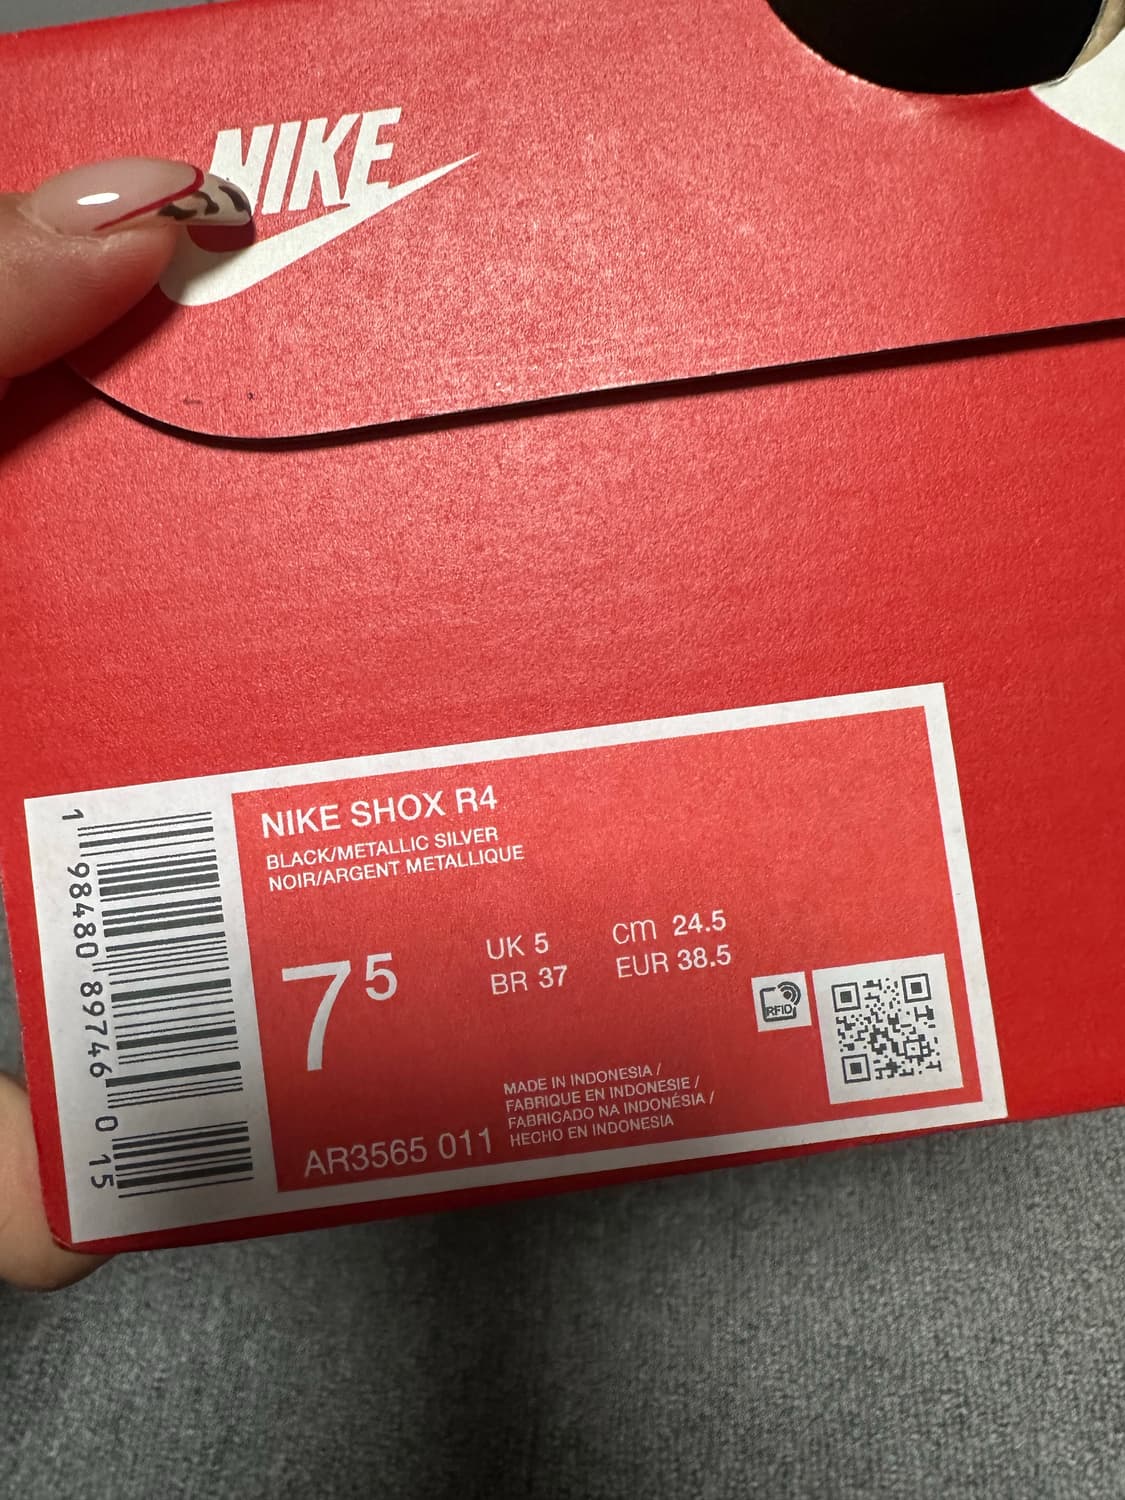 NIKE
NIKE SHOX R4
BLACK/METALLIC SILVER
NOIR/ARGENT METALLIQUE
7 5
UK 5
BR 37
cm 24.5
EUR 38.5
RFID
MADE IN INDONESIA /
FABRIQUE EN INDONESIE /
FABRICADO NA INDONÉSIA /
HECHO EN INDONESIA
AR3565 011
1 98480 89746 0 15